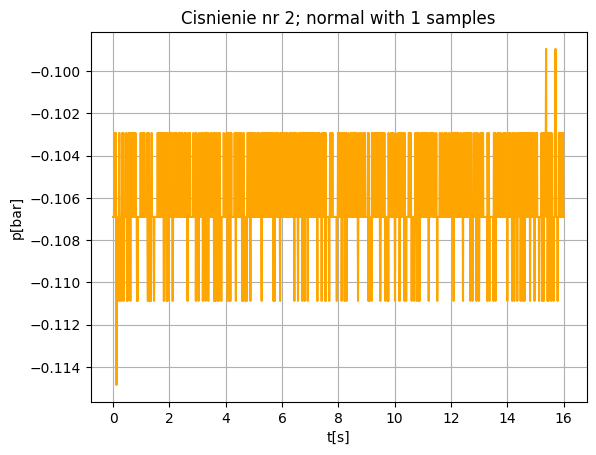 Cisnienie nr 2; normal with 1 samples
p[bar]
−0.100
−0.102
−0.104
−0.106
−0.108
−0.110
−0.112
−0.114
0 2 4 6 8 10 12 14 16
t[s]